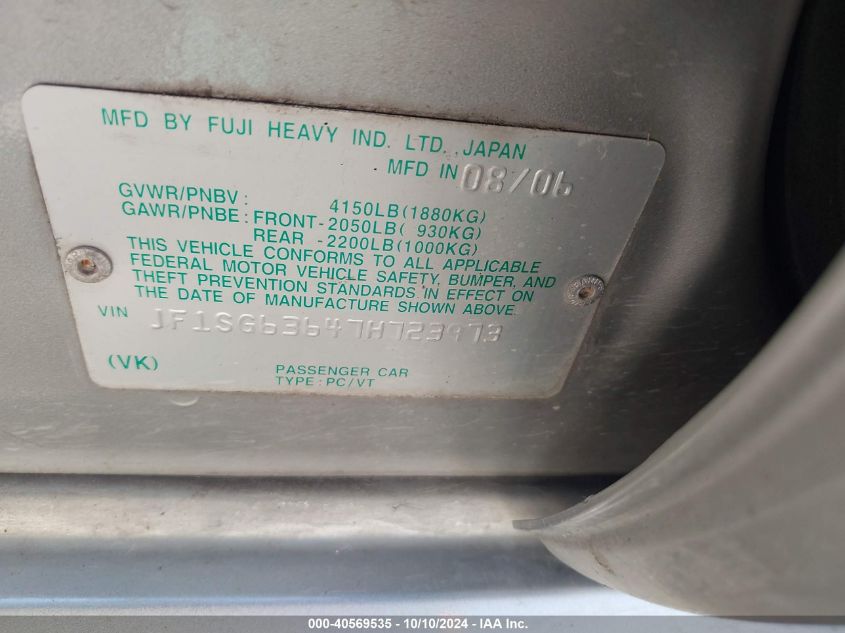 MFD BY FUJI HEAVY IND. LTD., JAPAN
MFD IN 08/06
GVWR/PNBV: 4150LB(1880KG)
GAWR/PNBE: FRONT-2050LB( 930KG)
REAR -2200LB(1000KG)
THIS VEHICLE CONFORMS TO ALL APPLICABLE
FEDERAL MOTOR VEHICLE SAFETY, BUMPER, AND
THEFT PREVENTION STANDARDS IN EFFECT ON
THE DATE OF MANUFACTURE SHOWN ABOVE.
VIN JF1SG63647H723973
(VK)
PASSENGER CAR
TYPE: PC/VT
000-40569535 - 10/10/2024 - IAA Inc.